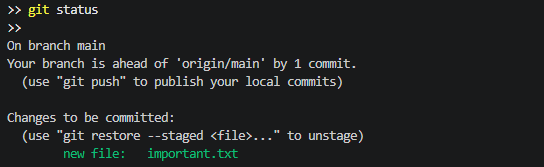 >> git status
>>
On branch main
Your branch is ahead of 'origin/main' by 1 commit.
  (use "git push" to publish your local commits)

Changes to be committed:
  (use "git restore --staged <file>..." to unstage)
        new file:   important.txt